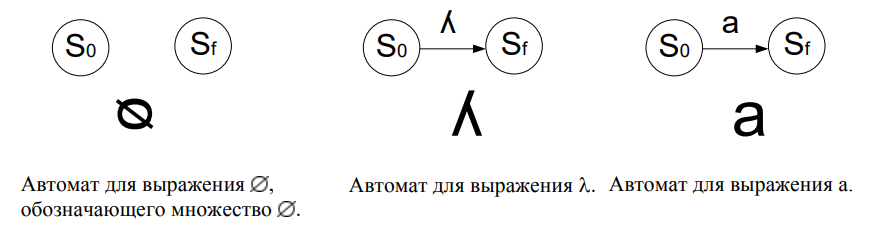 S0 Sf
λ
S0 Sf
a
S0 Sf
Ø λ a
Автомат для выражения ∅,
обозначающего множество ∅.
Автомат для выражения λ.
Автомат для выражения a.